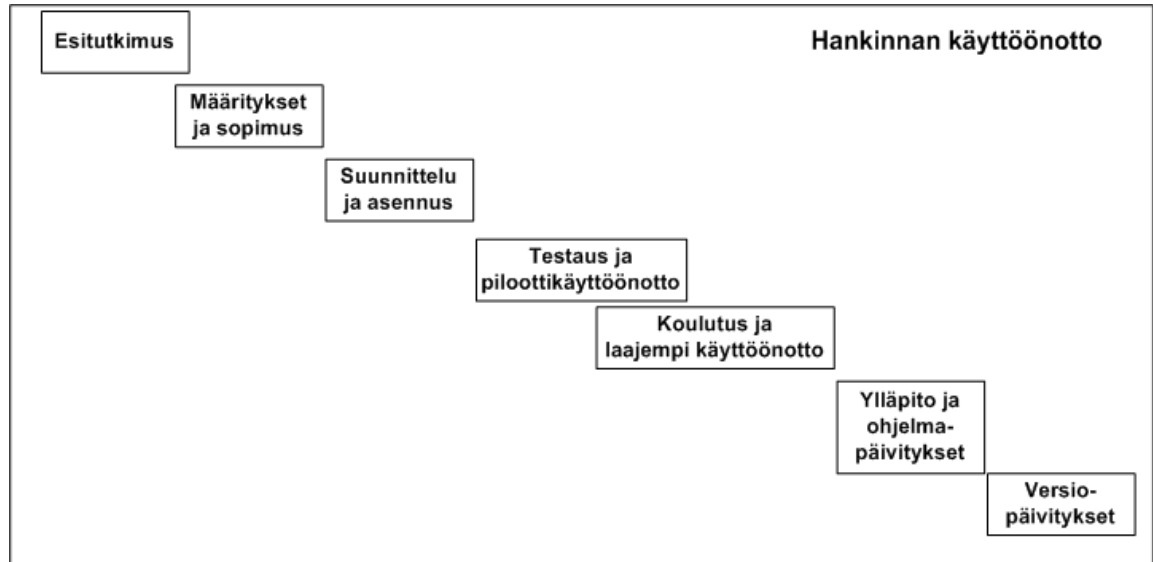 Esitutkimus
Hankinnan käyttöönotto
Määritykset
ja sopimus
Suunnittelu
ja asennus
Testaus ja
piloottikäyttöönotto
Koulutus ja
laajempi käyttöönotto
Ylläpito ja
ohjelma-
päivitykset
Versio-
päivitykset